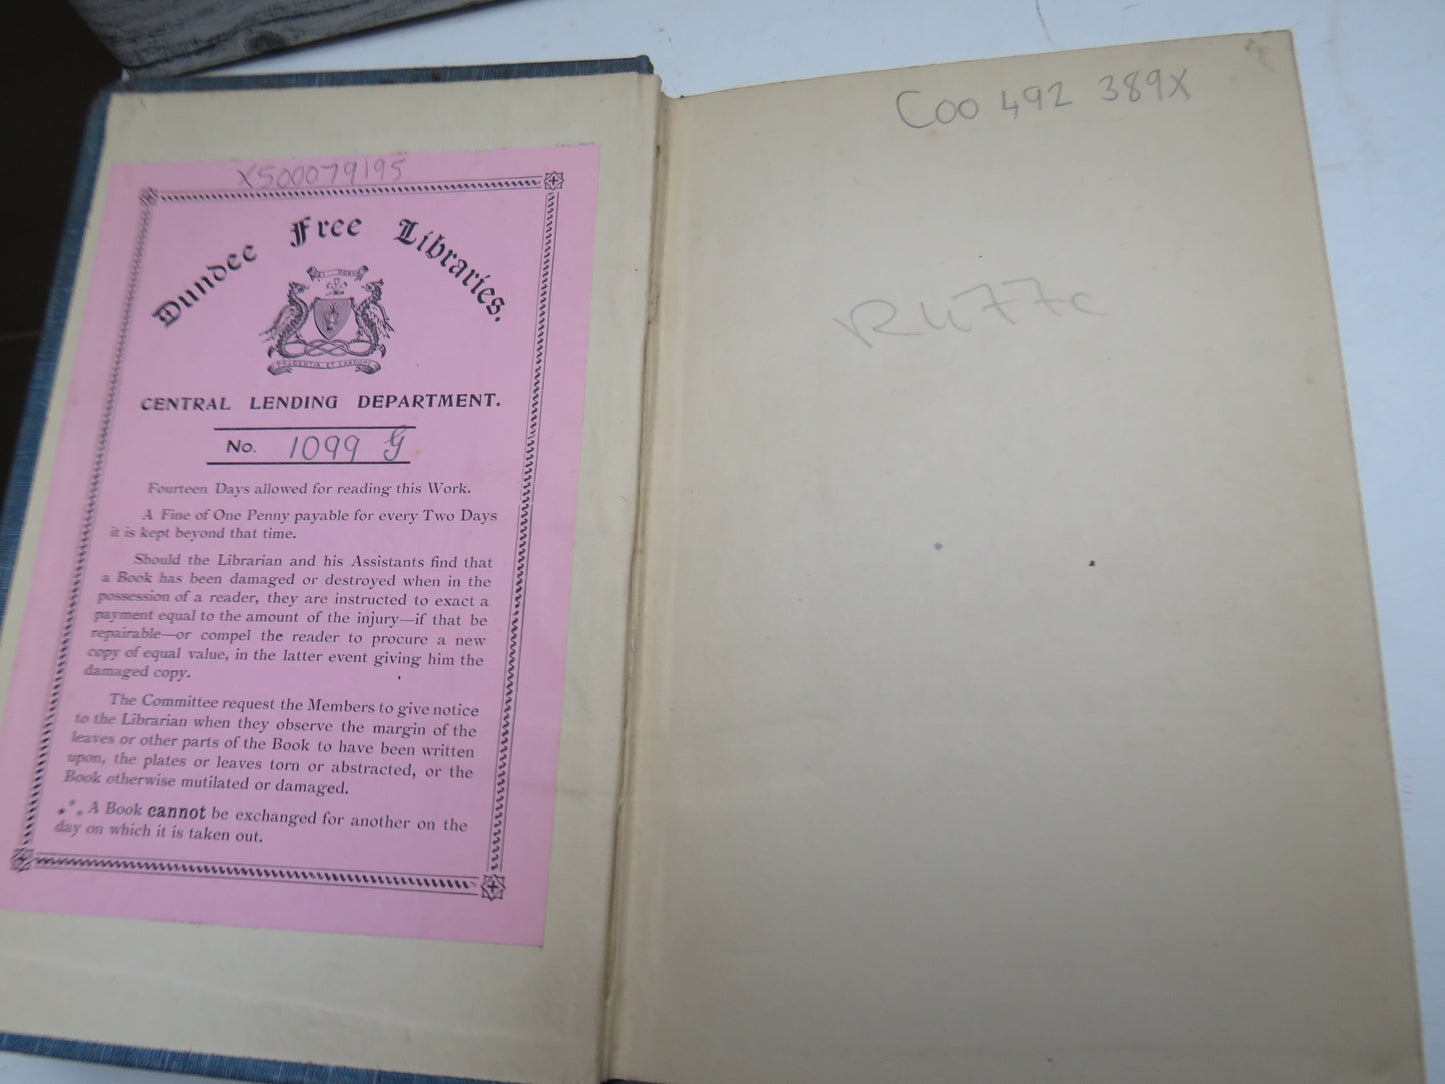 X500079195
Dundee Free Libraries.
PRUDENTIA ET CANDORE
CENTRAL LENDING DEPARTMENT.
No. 1099 G
Fourteen Days allowed for reading this Work.
A Fine of One Penny payable for every Two Days
it is kept beyond that time.
Should the Librarian and his Assistants find that
a Book has been damaged or destroyed when in the
possession of a reader, they are instructed to exact a
payment equal to the amount of the injury—if that be
repairable—or compel the reader to procure a new
copy of equal value, in the latter event giving him the
damaged copy.
The Committee request the Members to give notice
to the Librarian when they observe the margin of the
leaves or other parts of the Book to have been written
upon, the plates or leaves torn or abstracted, or the
Book otherwise mutilated or damaged.
⁂ A Book cannot be exchanged for another on the
day on which it is taken out.
C00 492 389X